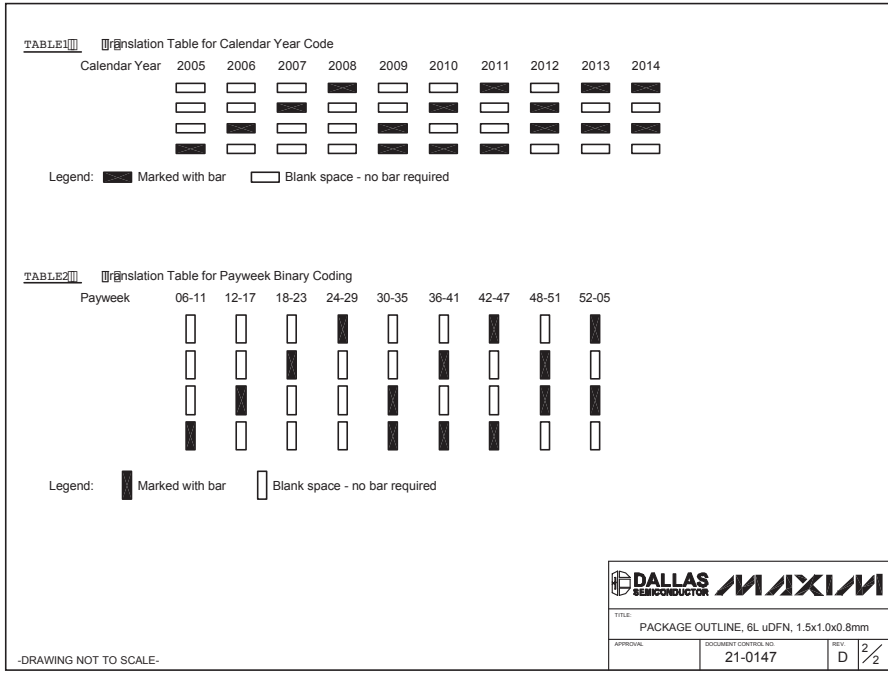 TABLE1 Translation Table for Calendar Year Code
Calendar Year 2005 2006 2007 2008 2009 2010 2011 2012 2013 2014
Legend: Marked with bar Blank space - no bar required
TABLE2 Translation Table for Payweek Binary Coding
Payweek 06-11 12-17 18-23 24-29 30-35 36-41 42-47 48-51 52-05
Legend: Marked with bar Blank space - no bar required
DALLAS SEMICONDUCTOR MAXIM
TITLE:
PACKAGE OUTLINE, 6L uDFN, 1.5x1.0x0.8mm
APPROVAL DOCUMENT CONTROL NO. REV.
21-0147 D 2/2
-DRAWING NOT TO SCALE-